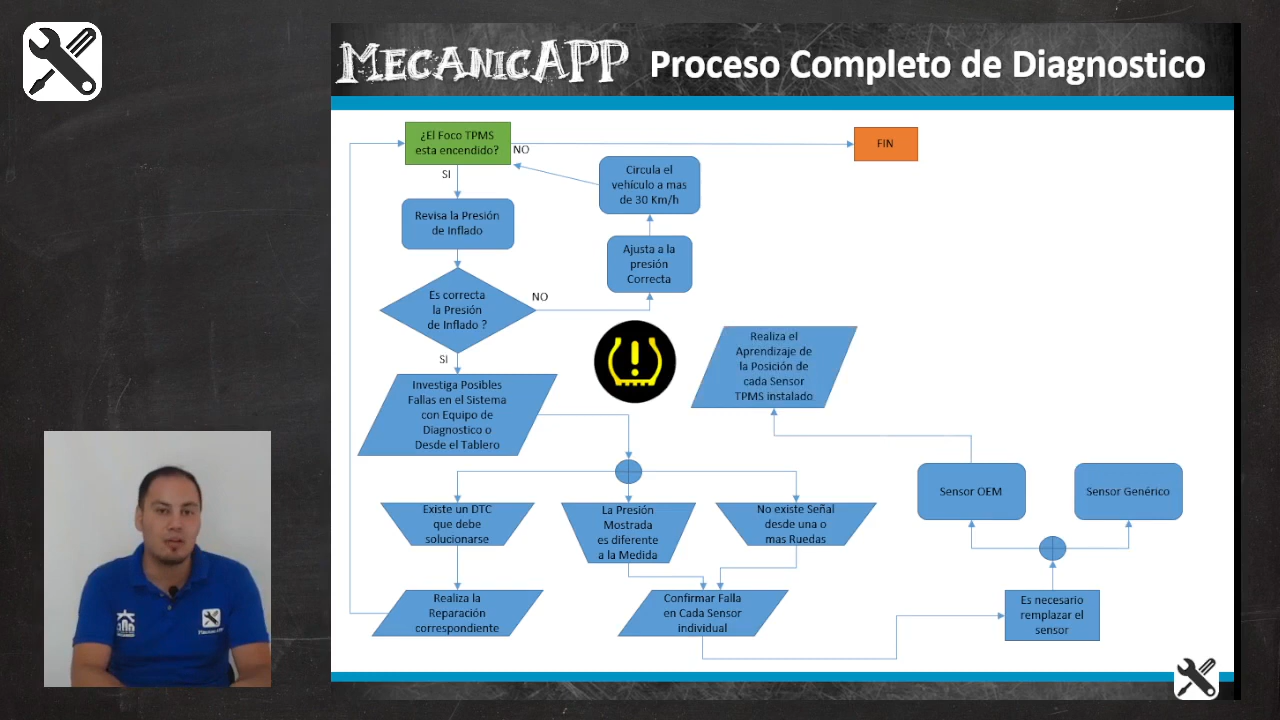 MECANICAPP Proceso Completo de Diagnostico
¿El Foco TPMS
esta encendido?
NO
FIN
SI
Circula el
vehículo a mas
de 30 Km/h
Revisa la Presión
de Inflado
Ajusta a la
presión
Correcta
Es correcta
la Presión
de Inflado ?
NO
SI
Realiza el
Aprendizaje de
la Posición de
cada Sensor
TPMS instalado
Investiga Posibles
Fallas en el Sistema
con Equipo de
Diagnostico o
Desde el Tablero
Sensor OEM
Sensor Genérico
Existe un DTC
que debe
solucionarse
La Presión
Mostrada
es diferente
a la Medida
No existe Señal
desde una o
mas Ruedas
Realiza la
Reparación
correspondiente
Confirmar Falla
en Cada Sensor
individual
Es necesario
remplazar el
sensor